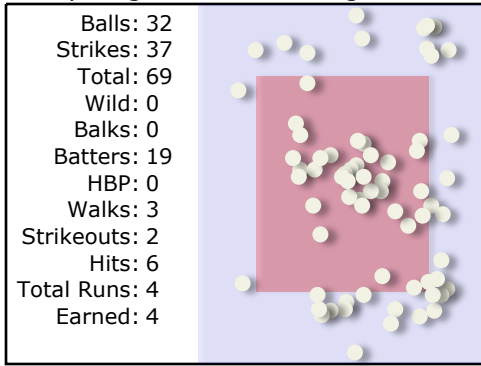 Balls: 32
Strikes: 37
Total: 69
Wild: 0
Balks: 0
Batters: 19
HBP: 0
Walks: 3
Strikeouts: 2
Hits: 6
Total Runs: 4
Earned: 4